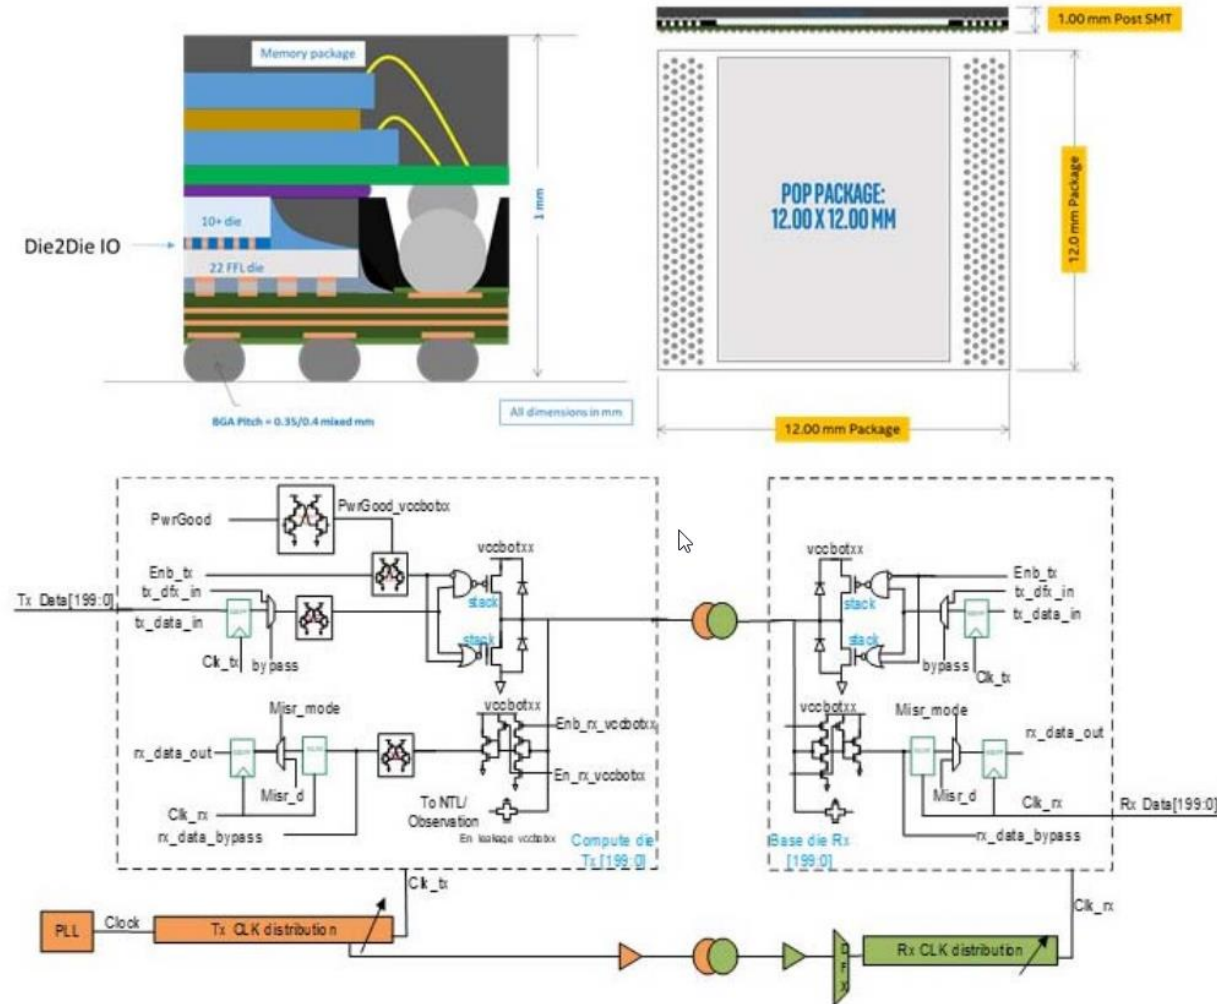 Memory package
10+ die
Die2Die IO
22 FFL die
1 mm
BGA Pitch = 0.35/0.4 mixed mm
All dimensions in mm
1.00 mm Post SMT
POP PACKAGE:
12.00 X 12.00 MM
12.0 mm Package
12.00 mm Package
PwrGood
PwrGood_vccbotxx
Enb_tx
tx_dfx_in
Tx Data[199:0]
tx_data_in
Clk_tx
bypass
vccbotxx
stack
stack
Misr_mode
rx_data_out
Misr_d
Clk_rx
rx_data_bypass
vccbotxx
Enb_rx_vccbotxx
En_rx_vccbotxx
To NTL/
Observation
En leakage vccbotxx
Compute die
Tx [199:0]
vccbotxx
stack
stack
Enb_tx
tx_dfx_in
tx_data_in
bypass
Clk_tx
vccbotxx
Misr_mode
rx_data_out
Misr_d
Clk_rx
Rx Data[199:0]
rx_data_bypass
Base die Rx
[199:0]
Clk_tx
PLL
Clock
Tx CLK distribution
DFX
Rx CLK distribution
Clk_rx